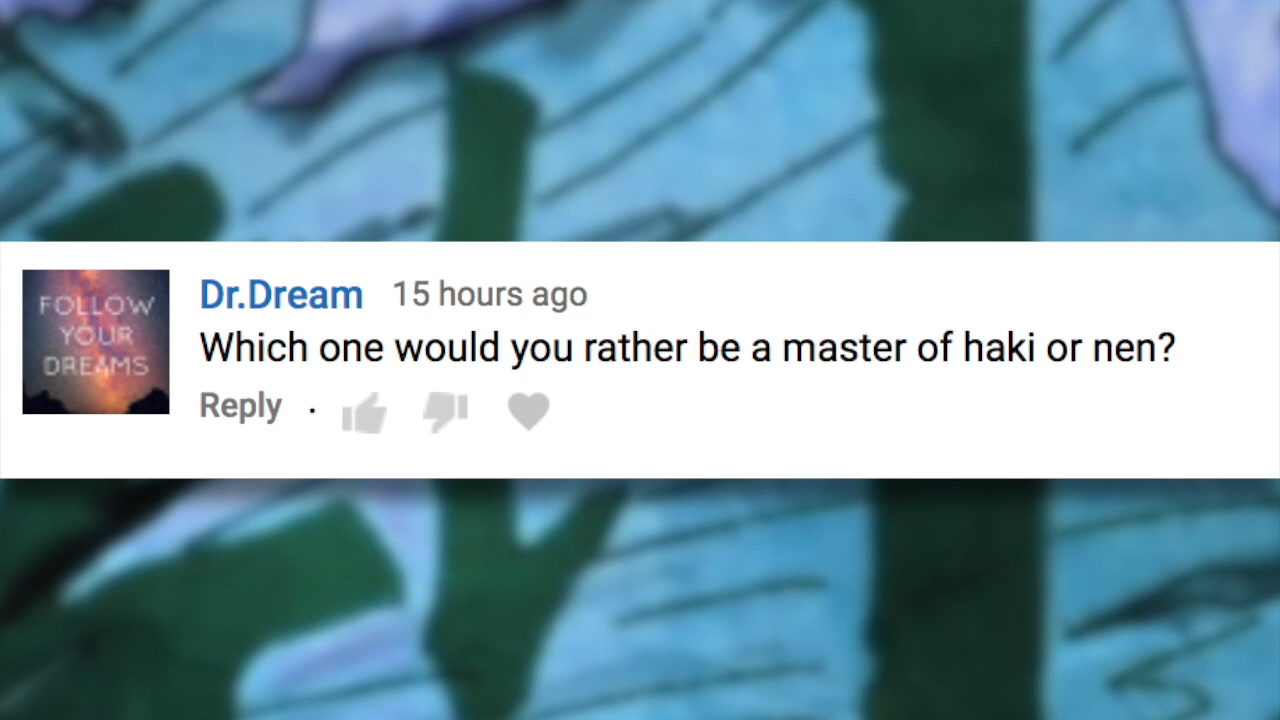 FOLLOW
YOUR
DREAMS
Dr.Dream 15 hours ago
Which one would you rather be a master of haki or nen?
Reply ·